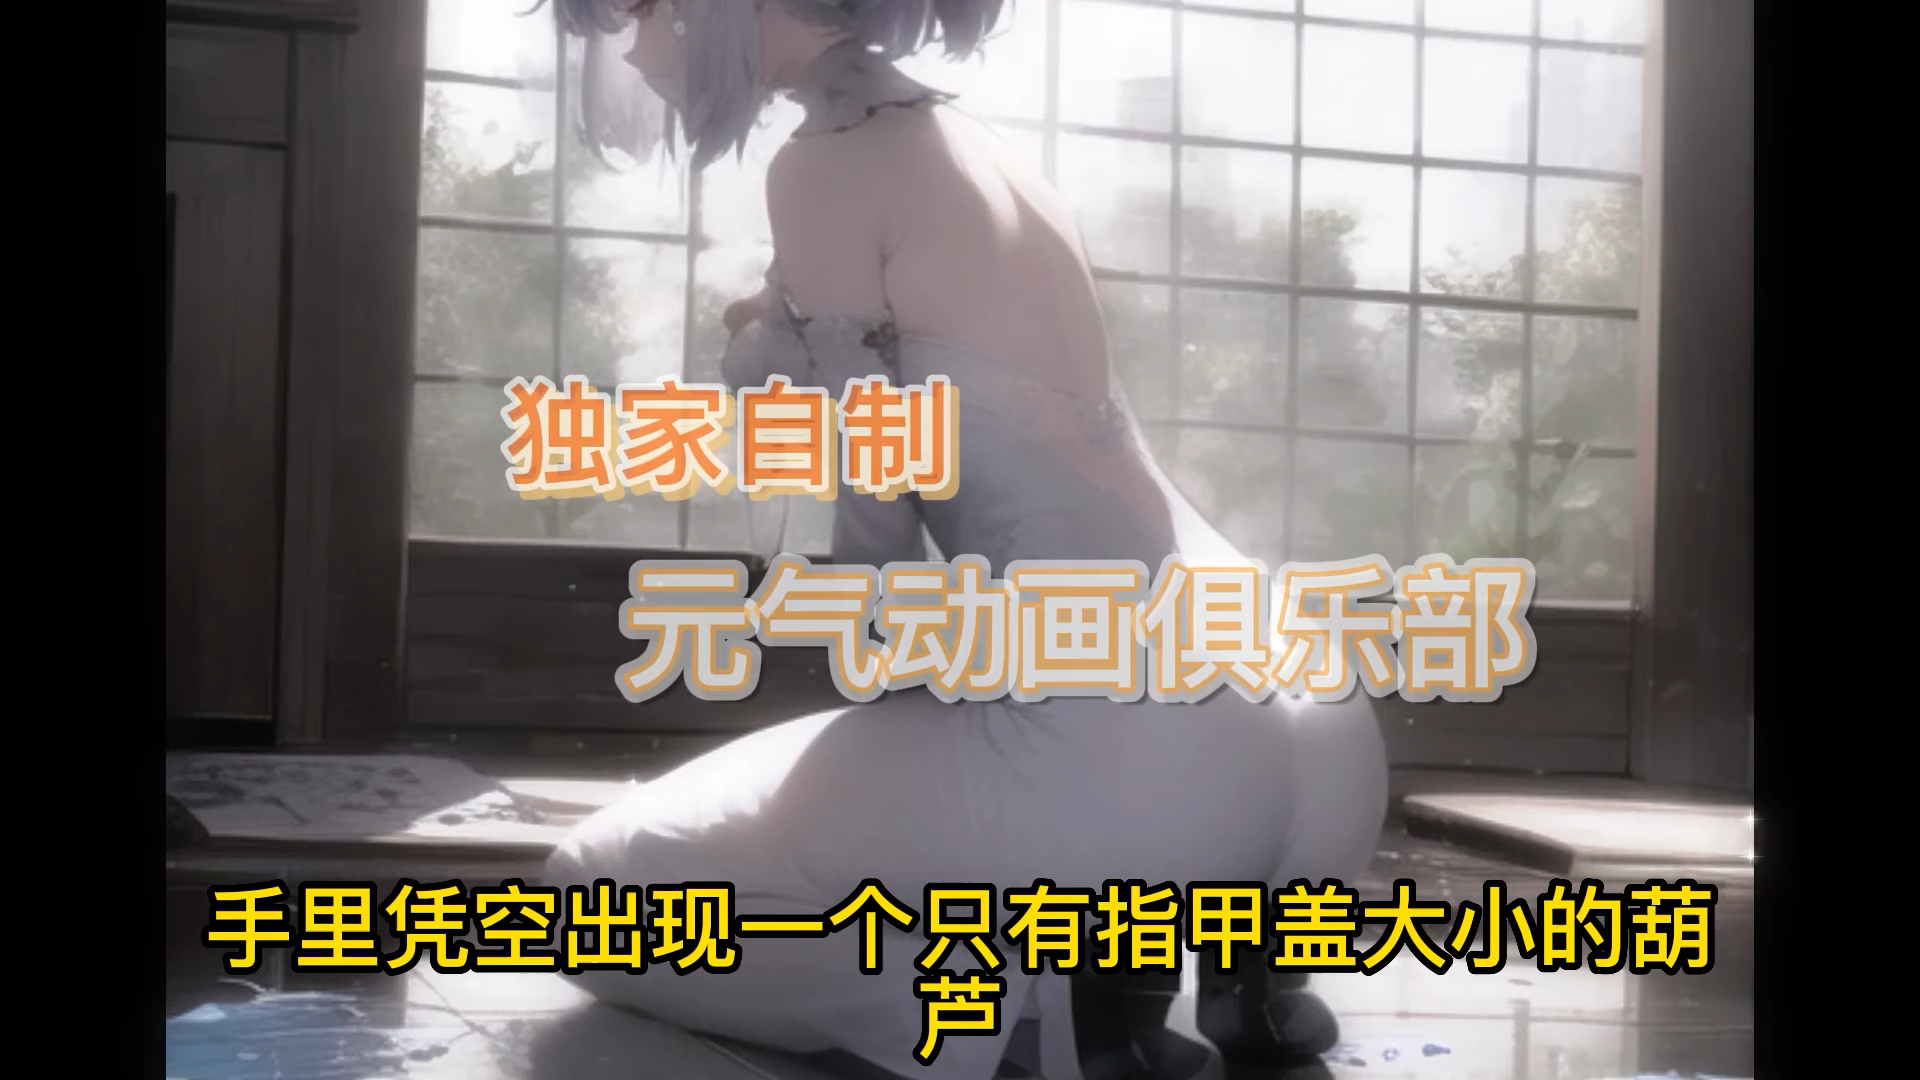 独家自制
元气动画俱乐部
手里凭空出现一个只有指甲盖大小的葫
芦